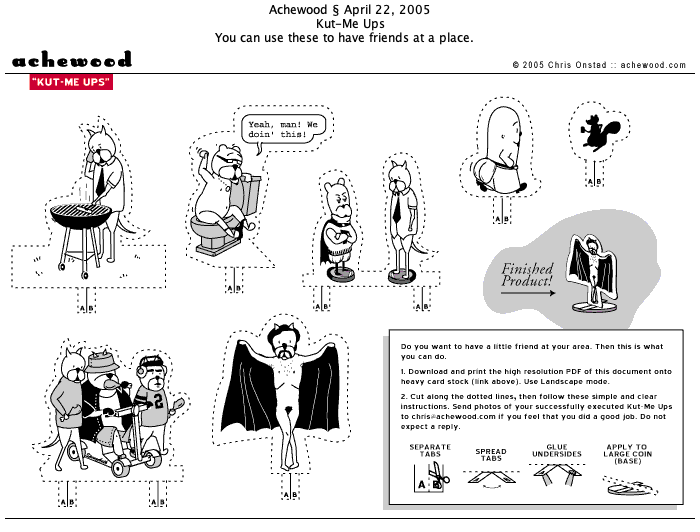 Achewood § April 22, 2005
Kut-Me Ups
You can use these to have friends at a place.
achewood
© 2005 Chris Onstad :: achewood.com
"KUT-ME UPS"
Yeah, man! We
doin' this!
A B
A B
A B
Finished
Product!
A B
A B
A B
A B
2
A B
A B
A B
Do you want to have a little friend at your area. Then this is what
you can do.
1. Download and print the high resolution PDF of this document onto
heavy card stock (link above). Use Landscape mode.
2. Cut along the dotted lines, then follow these simple and clear
instructions. Send photos of your successfully executed Kut-Me Ups
to chris@achewood.com if you feel that you did a good job. Do not
expect a reply.
SEPARATE
TABS
SPREAD
TABS
GLUE
UNDERSIDES
APPLY TO
LARGE COIN
(BASE)
A B